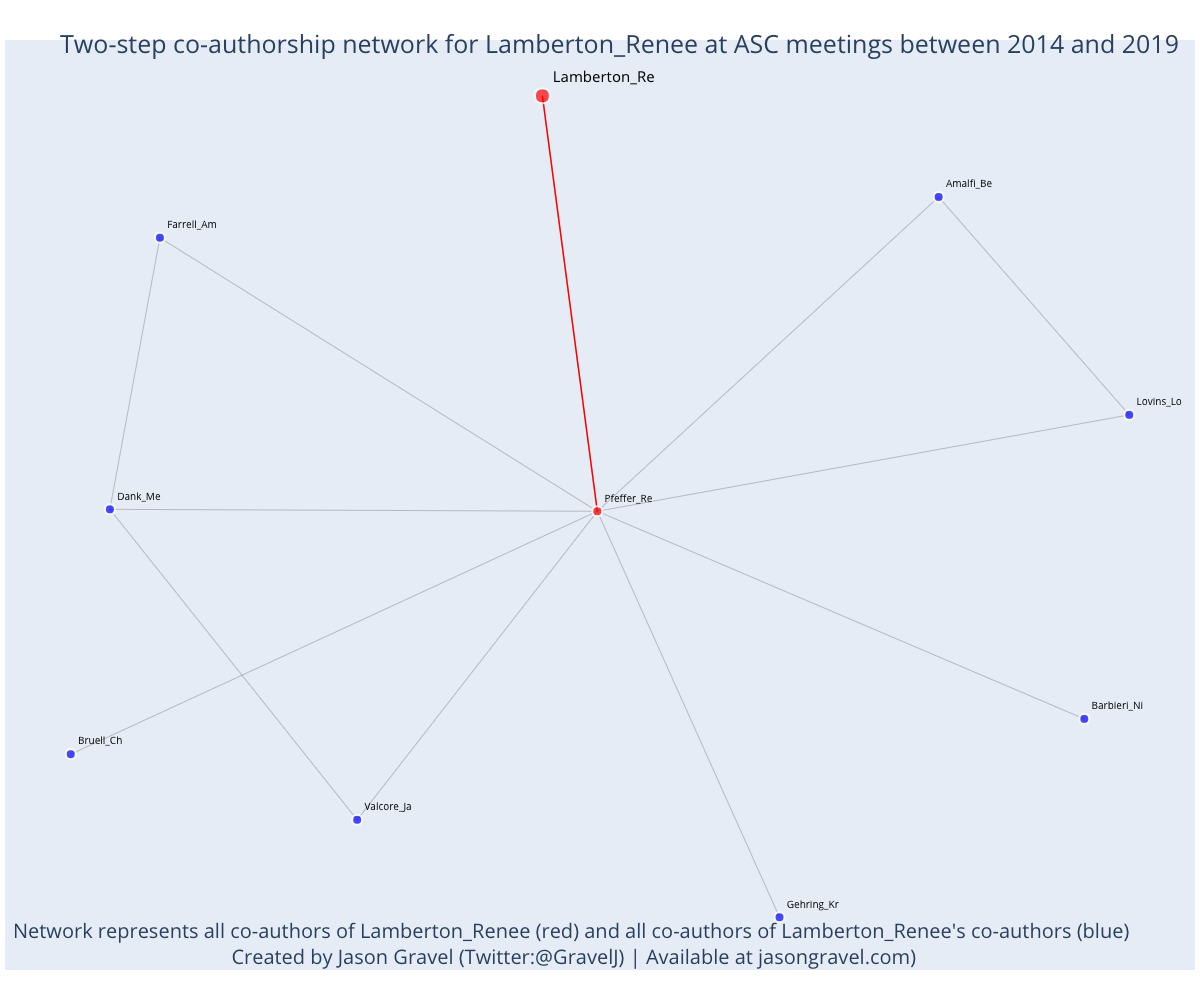 Two-step co-authorship network for Lamberton_Renee at ASC meetings between 2014 and 2019
Lamberton_Re
Amalfi_Be
Farrell_Am
Lovins_Lo
Dank_Me
Pfeffer_Re
Barbieri_Ni
Bruell_Ch
Valcore_Ja
Gehring_Kr
Network represents all co-authors of Lamberton_Renee (red) and all co-authors of Lamberton_Renee's co-authors (blue)
Created by Jason Gravel (Twitter:@GravelJ) | Available at jasongravel.com)